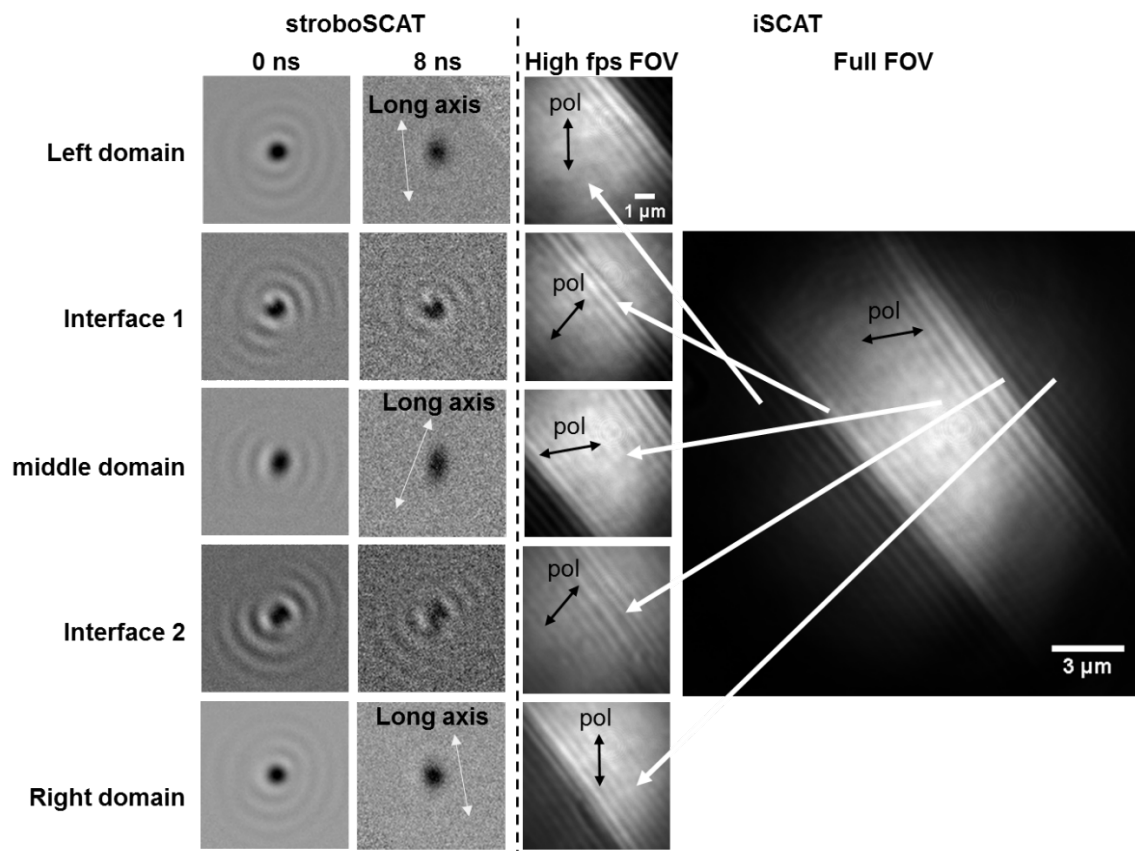 stroboSCAT iSCAT
0 ns 8 ns High fps FOV Full FOV
Left domain
Long axis
pol
1 µm
Interface 1
pol
pol
middle domain
Long axis
pol
Interface 2
pol
3 µm
Right domain
Long axis
pol